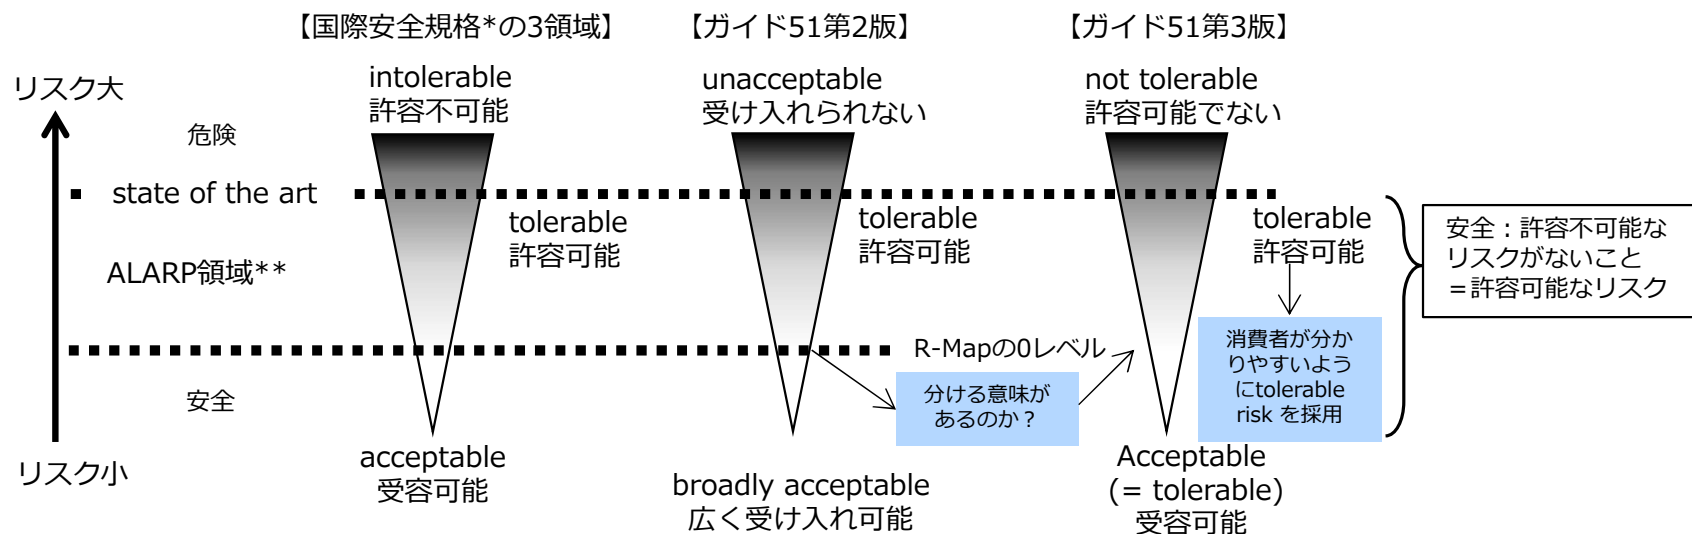 【国際安全規格*の3領域】
【ガイド51第2版】
【ガイド51第3版】
リスク大
intolerable
許容不可能
unacceptable
受け入れられない
not tolerable
許容可能でない
危険
state of the art
tolerable
許容可能
tolerable
許容可能
tolerable
許容可能
安全：許容不可能な
リスクがないこと
＝許容可能なリスク
ALARP領域**
R-Mapの0レベル
消費者が分か
りやすいよう
にtolerable
risk を採用
分ける意味が
あるのか？
安全
リスク小
acceptable
受容可能
broadly acceptable
広く受け入れ可能
Acceptable
(= tolerable)
受容可能